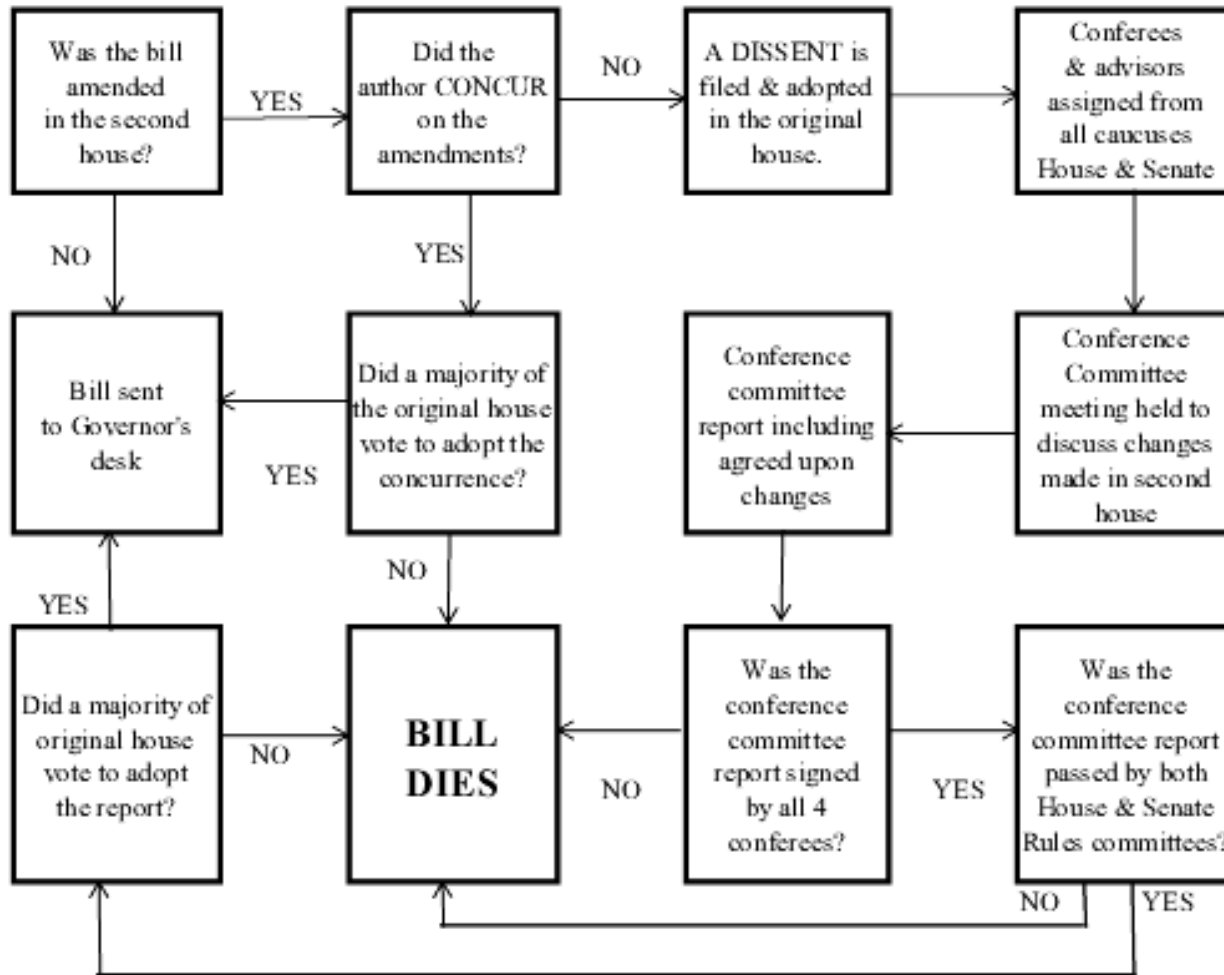 Was the bill
amended
in the second
house?
YES
Did the
author CONCUR
on the
amendments?
NO
A DISSENT is
filed & adopted
in the original
house.
Conferees
& advisors
assigned from
all caucuses
House & Senate
NO
YES
Bill sent
to Governor's
desk
YES
Did a majority of
the original house
vote to adopt the
concurrence?
Conference
committee
report including
agreed upon
changes
Conference
Committee
meeting held to
discuss changes
made in second
house
YES
NO
Did a majority of
original house
vote to adopt
the report?
NO
BILL
DIES
NO
Was the
conference
committee
report signed
by all 4
conferees?
YES
Was the
conference
committee report
passed by both
House & Senate
Rules committees?
NO
YES